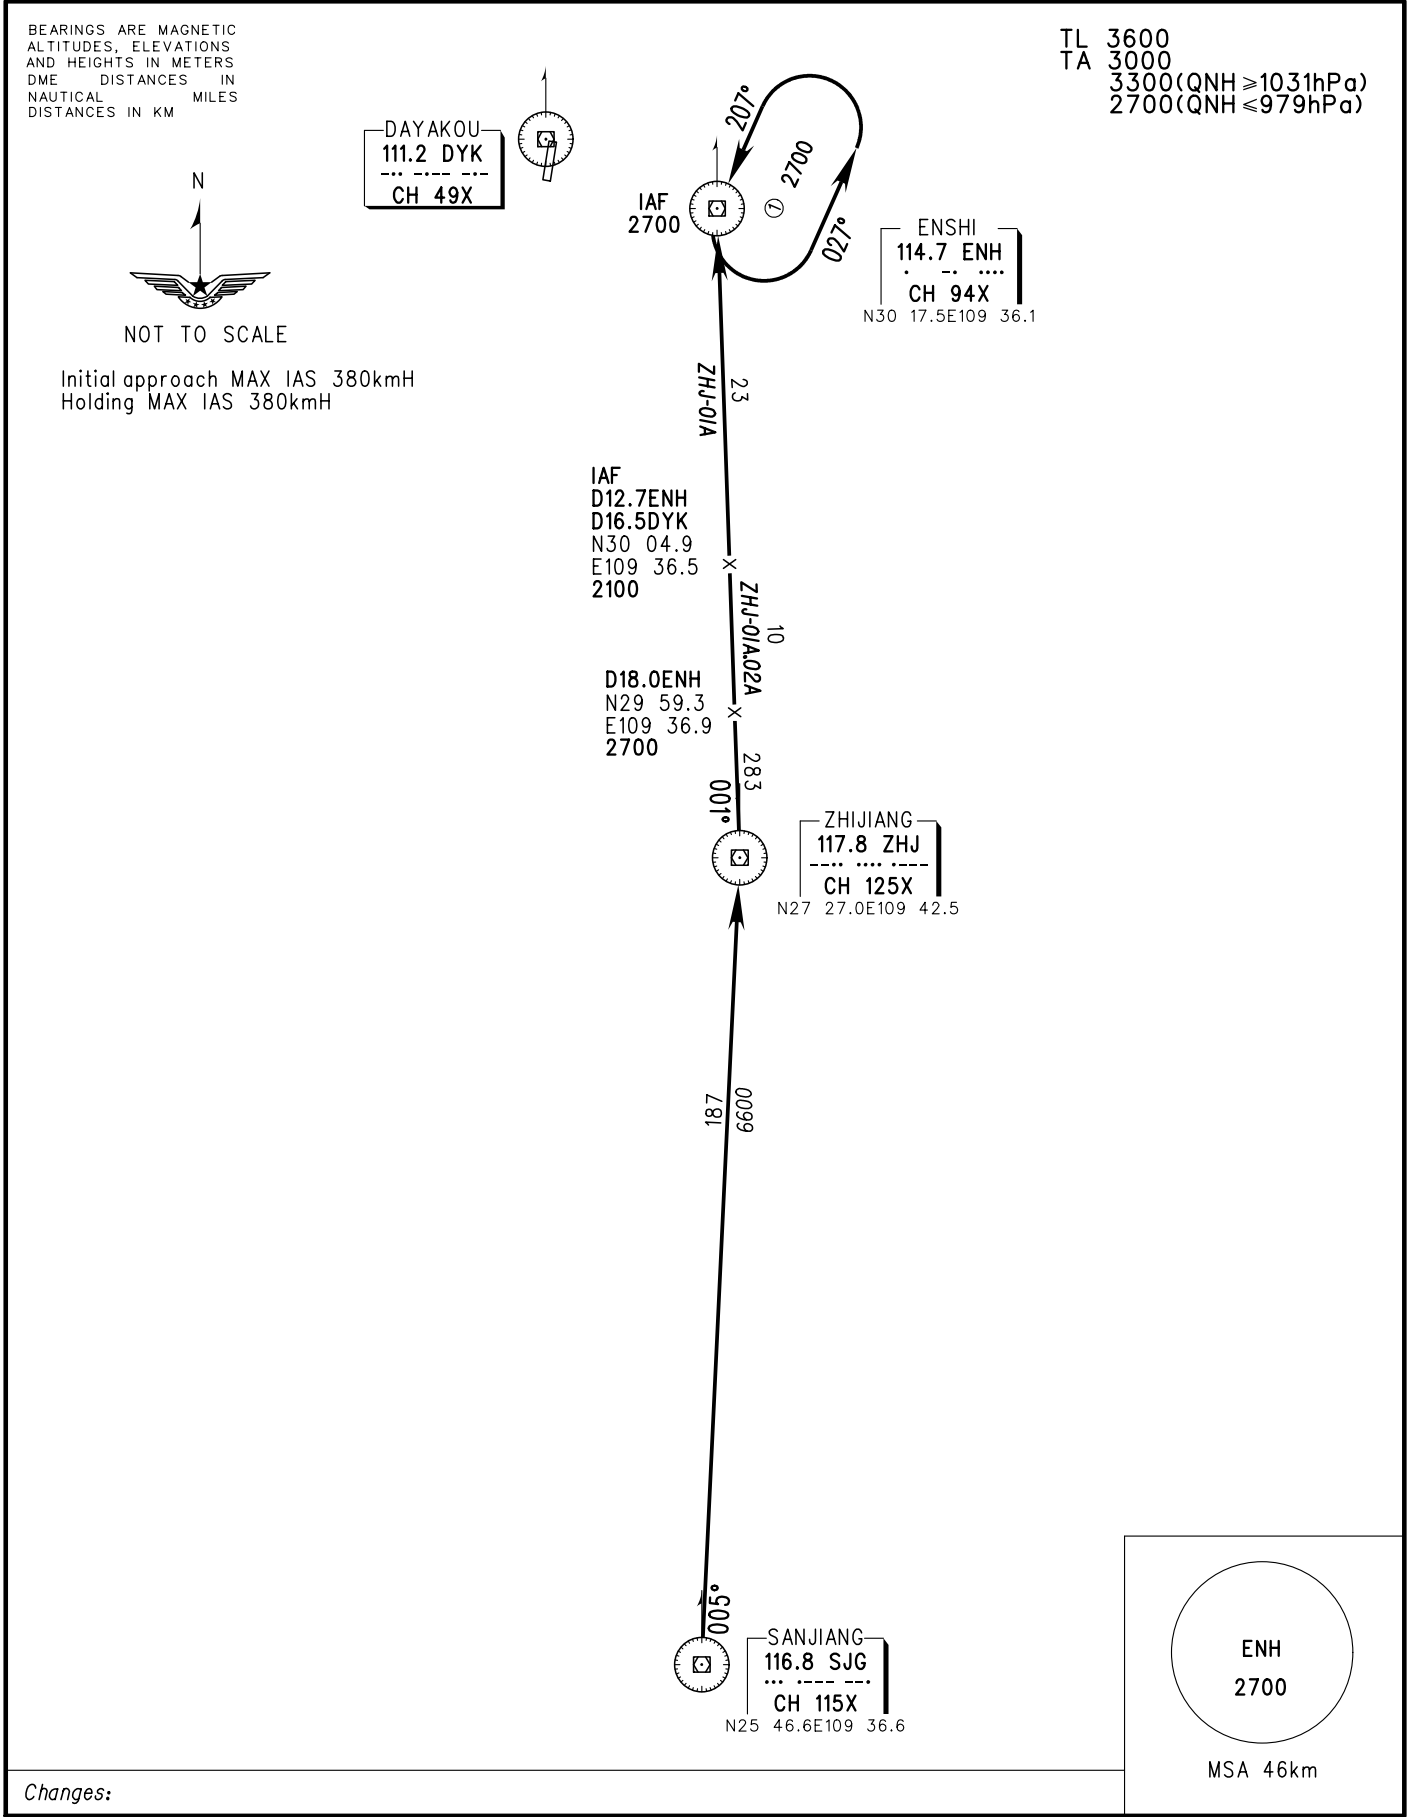 BEARINGS ARE MAGNETIC
ALTITUDES, ELEVATIONS
AND HEIGHTS IN METERS
DME DISTANCES IN
NAUTICAL MILES
DISTANCES IN KM
TL 3600
TA 3000
3300(QNH≥1031hPa)
2700(QNH≤979hPa)
DAYAKOU
111.2 DYK
CH 49X
N
NOT TO SCALE
Initial approach MAX IAS 380kmH
Holding MAX IAS 380kmH
207°
① 2700
027°
IAF
2700
ENSHI
114.7 ENH
CH 94X
N30 17.5E109 36.1
23
ZHJ-01A
IAF
D12.7ENH
D16.5DYK
N30 04.9
E109 36.5
2100
10
ZHJ-01A.02A
D18.0ENH
N29 59.3
E109 36.9
2700
283
001°
ZHIJIANG
117.8 ZHJ
CH 125X
N27 27.0E109 42.5
6600
187
005°
SANJIANG
116.8 SJG
CH 115X
N25 46.6E109 36.6
ENH
2700
MSA 46km
Changes: